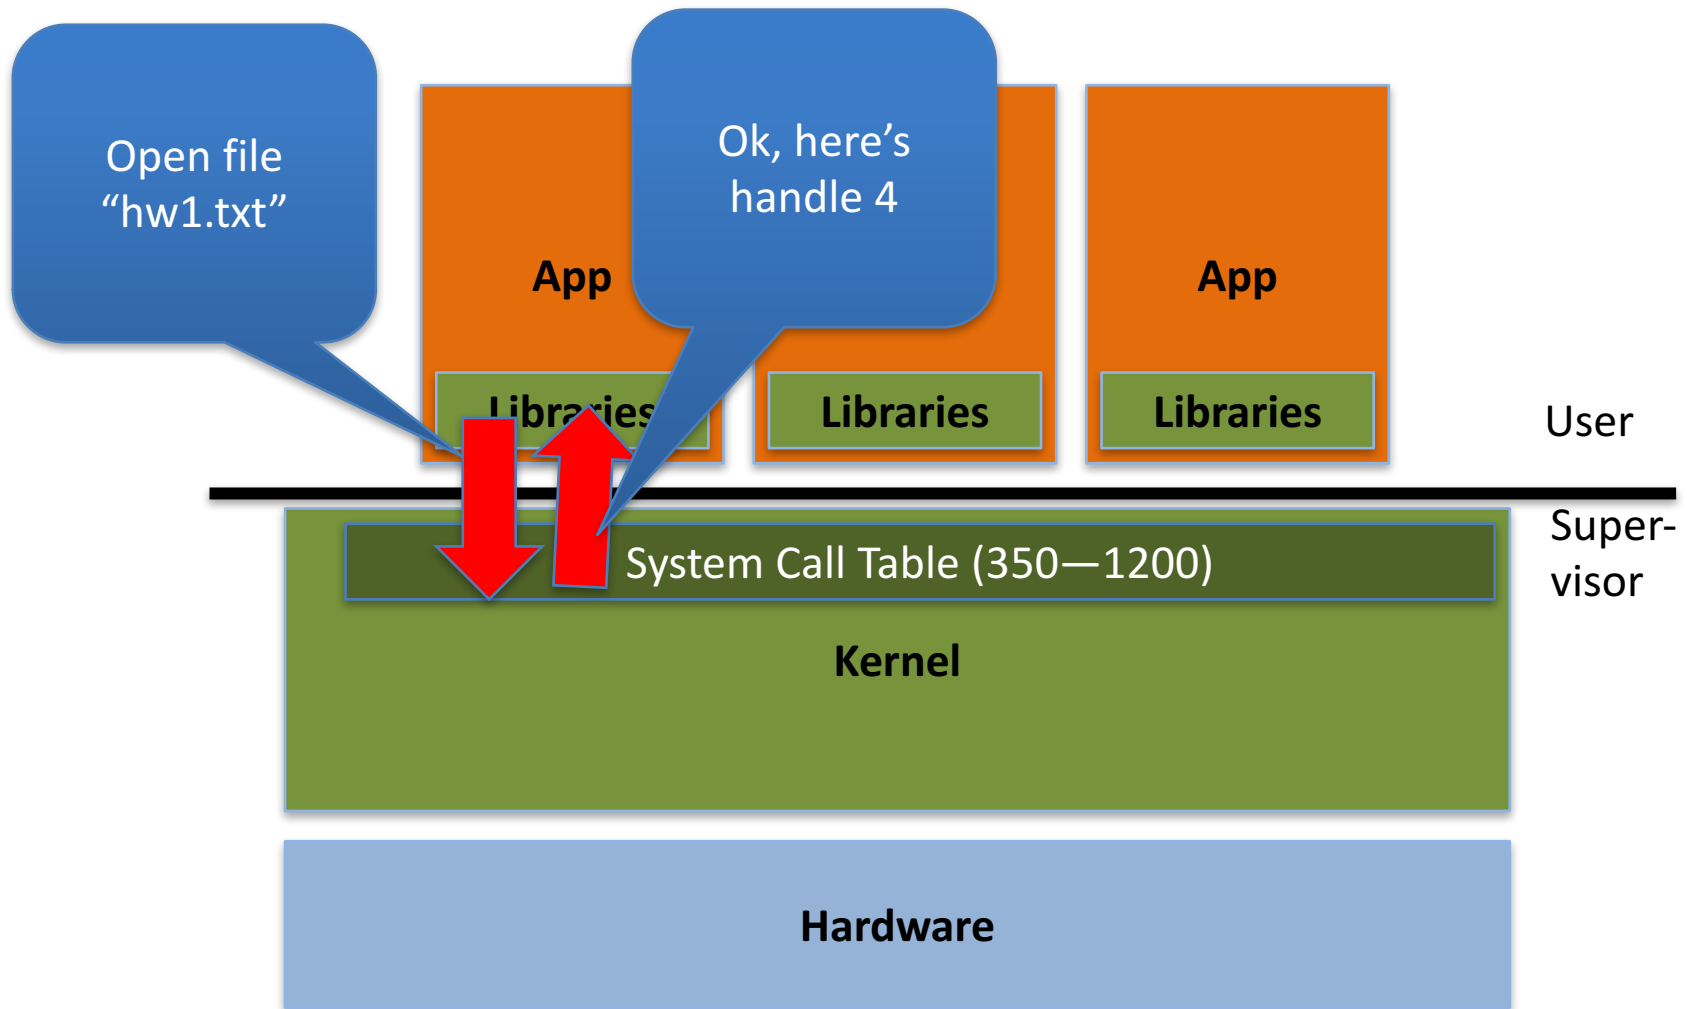 Open file
“hw1.txt”
Ok, here’s
handle 4
App
App
Libraries
Libraries
Libraries
User
Super-
visor
System Call Table (350—1200)
Kernel
Hardware